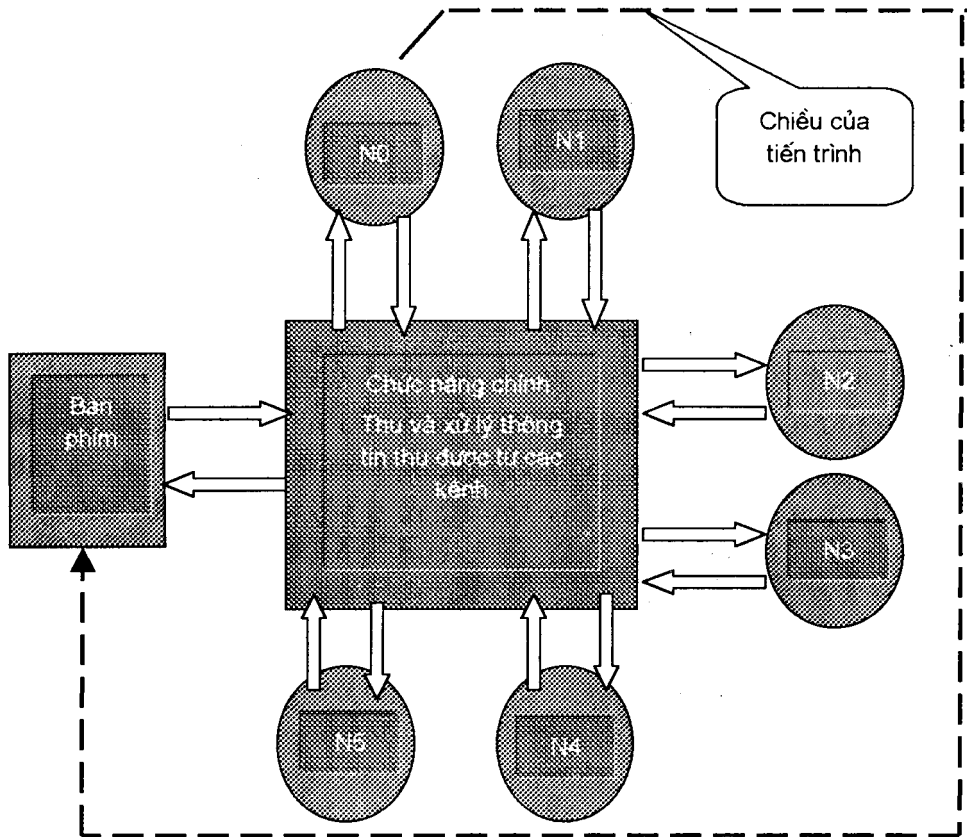 N0
N1
Chiều của
tiến trình
N2
Bàn
phím
Chức năng chính
Thu và xử lý thông
tin thu được từ các
kênh
N3
N5
N4